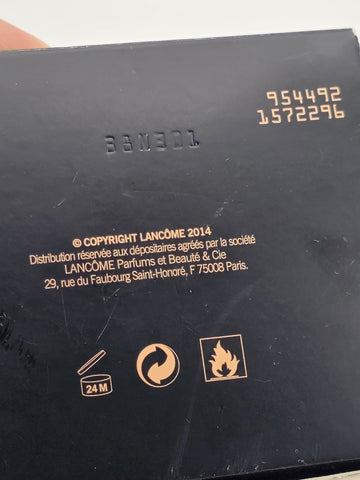 954492
1572296
38N301
© COPYRIGHT LANCÔME 2014
Distribution réservée aux dépositaires agréés par la société
LANCÔME Parfums et Beauté & Cie
29, rue du Faubourg Saint-Honoré, F 75008 Paris.
24 M